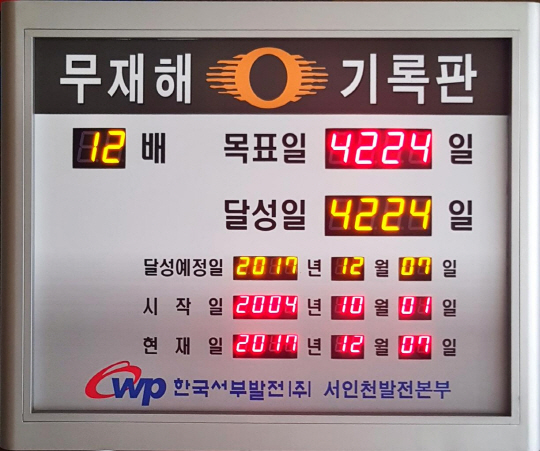 무재해 기록판
12 배 목표일 4224 일
달성일 4224 일
달성예정일 2017 년 12 월 07 일
시 작 일 2004 년 10 월 01 일
현 재 일 2017 년 12 월 07 일
cwp 한국서부발전(주) 서인천발전본부